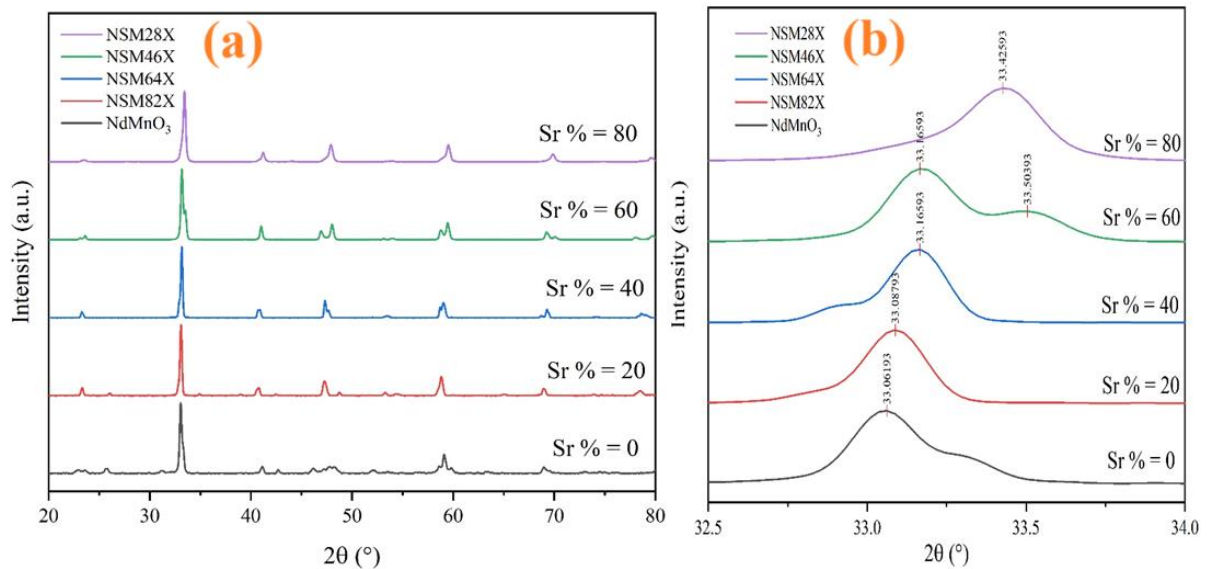 (a)
NSM28X
NSM46X
NSM64X
NSM82X
NdMnO₃
Sr % = 80
Sr % = 60
Sr % = 40
Sr % = 20
Sr % = 0
Intensity (a.u.)
20 30 40 50 60 70 80
2θ (°)
(b)
NSM28X
NSM46X
NSM64X
NSM82X
NdMnO₃
33.42593
Sr % = 80
33.16593
33.50393
Sr % = 60
33.16593
Sr % = 40
33.08793
Sr % = 20
33.06193
Sr % = 0
Intensity (a.u.)
32.5 33.0 33.5 34.0
2θ (°)